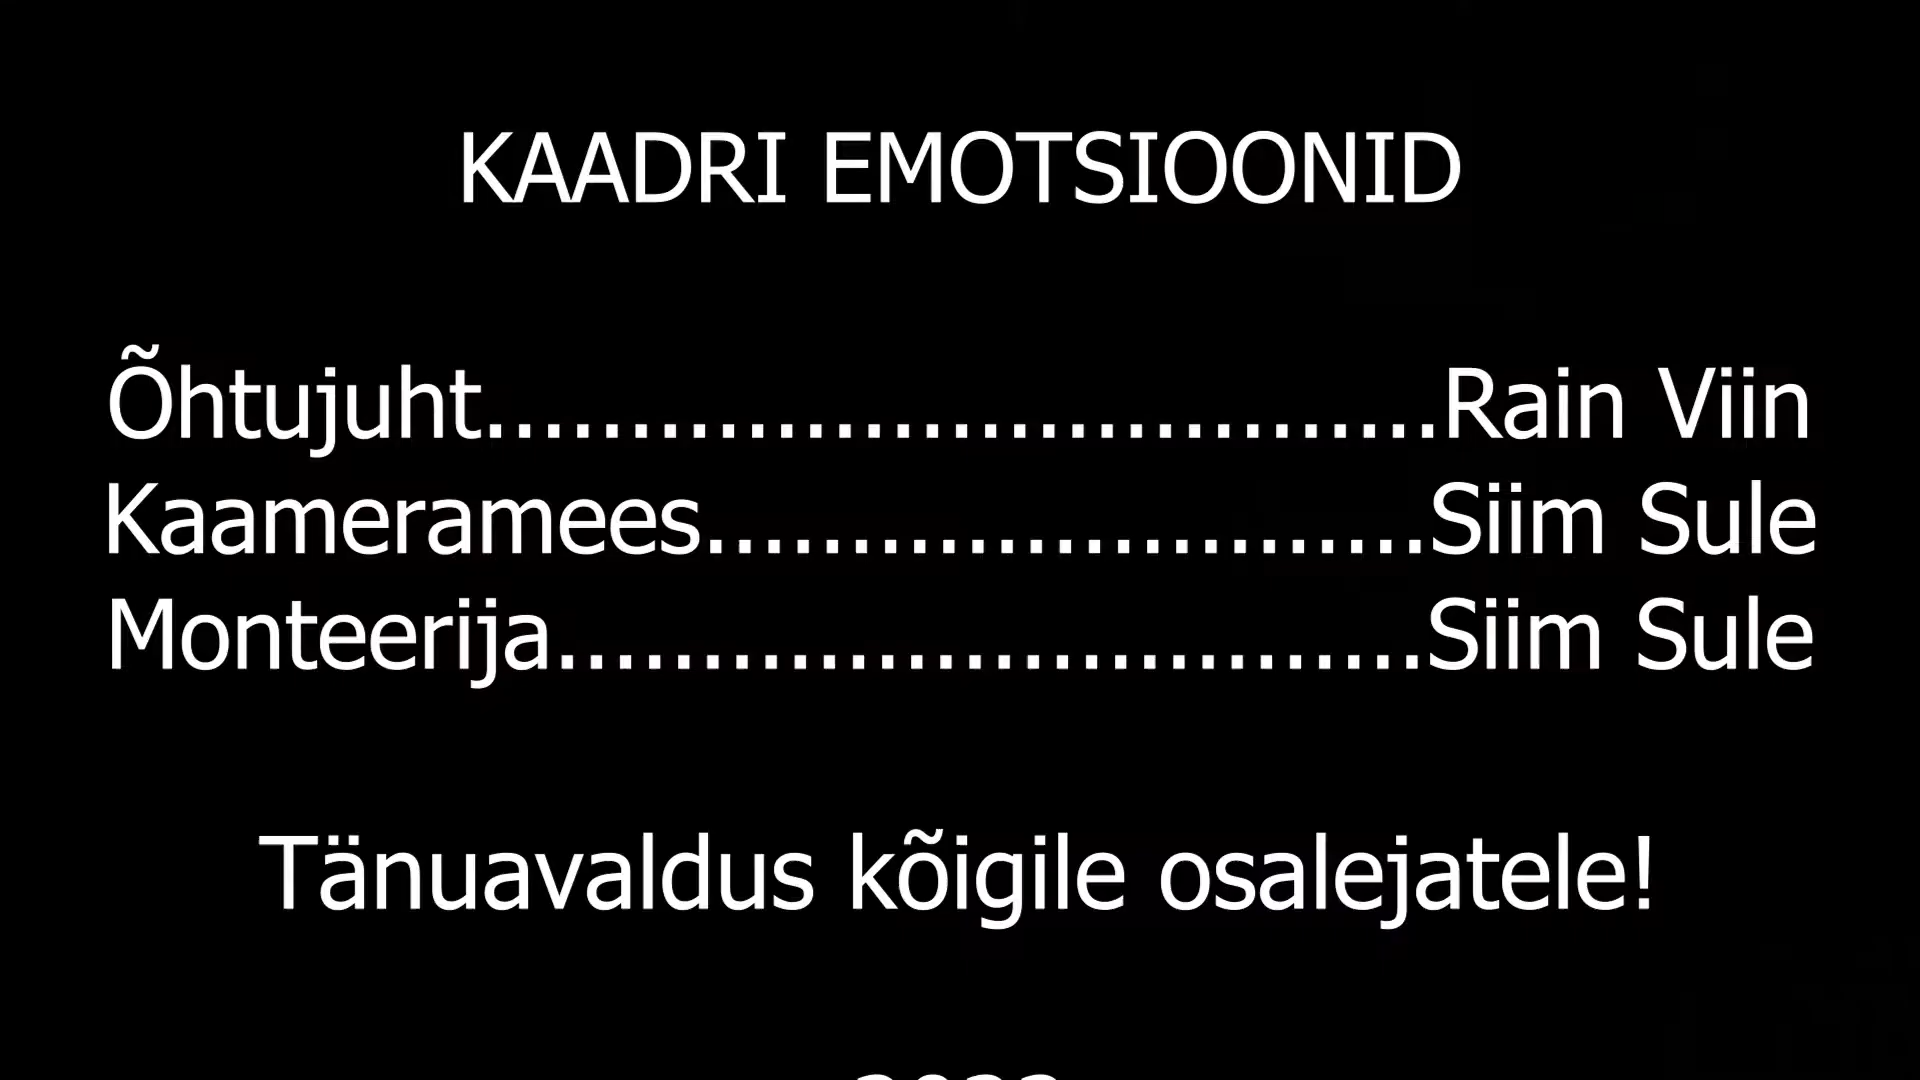 KAADRI EMOTSIOONID
Õhtujuht.................................Rain Viin
Kaameramees.........................Siim Sule
Monteerija..............................Siim Sule
Tänuavaldus kõigile osalejatele!